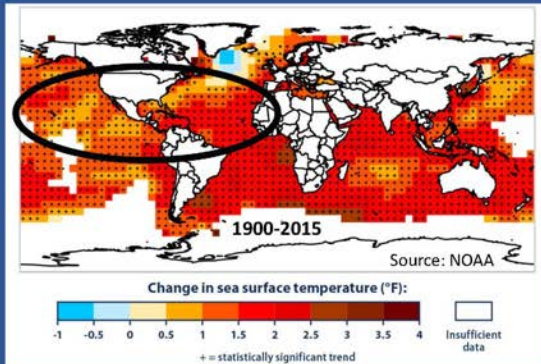 1900-2015
Source: NOAA
Change in sea surface temperature (°F):
-1 -0.5 0 0.5 1 1.5 2 2.5 3 3.5 4
Insufficient
data
+ = statistically significant trend